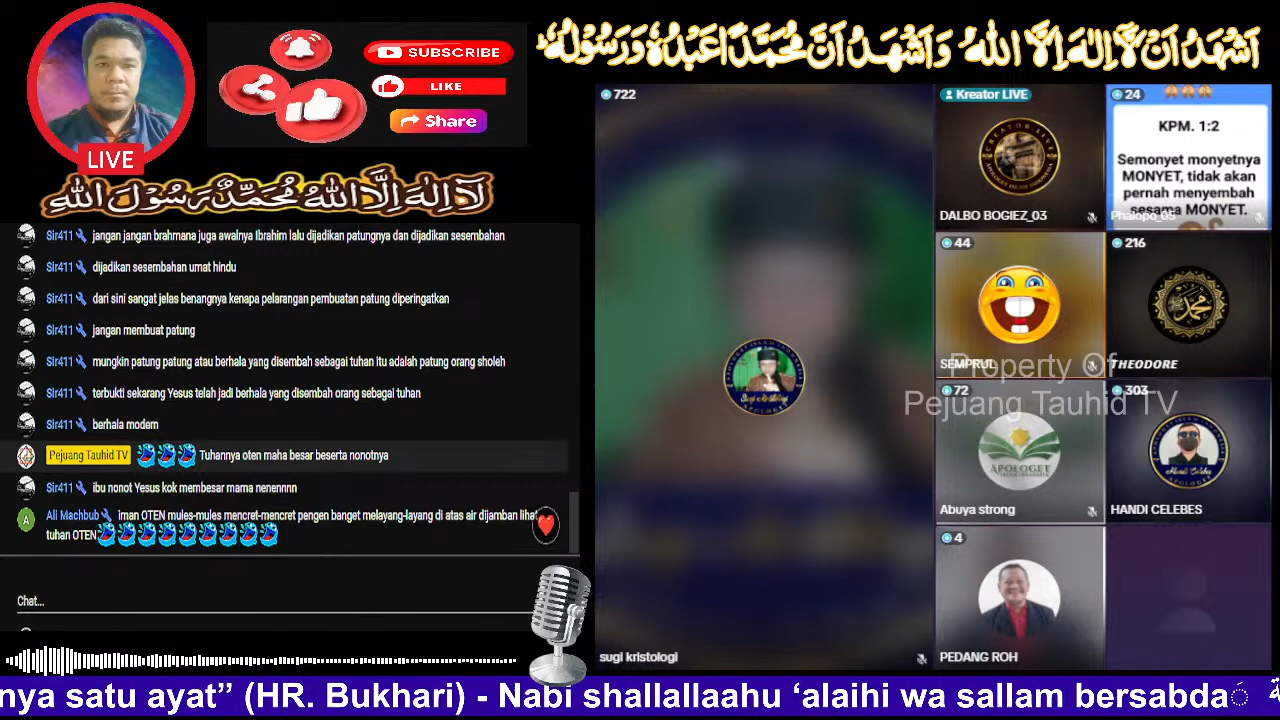 LIVE
SUBSCRIBE
LIKE
Share
اَشْهَدُ اَنْ لَّا اِلٰهَ اِلَّا اللهُ وَاَشْهَدُ اَنَّ مُحَمَّدًا عَبْدُهُ وَرَسُوْلُهُ
لَا اِلٰهَ اِلَّا اللهُ مُحَمَّدٌ رَسُوْلُ اللهِ
Sir411 jangan jangan brahmana juga awalnya Ibrahim lalu dijadikan patungnya dan dijadikan sesembahan
Sir411 dijadikan sesembahan umat hindu
Sir411 dari sini sangat jelas benangnya kenapa pelarangan pembuatan patung diperingatkan
Sir411 jangan membuat patung
Sir411 mungkin patung patung atau berhala yang disembah sebagai tuhan itu adalah patung orang sholeh
Sir411 terbukti sekarang Yesus telah jadi berhala yang disembah orang sebagai tuhan
Sir411 berhala modern
Pejuang Tauhid TV Tuhannya oten maha besar beserta nonotnya
Sir411 ibu nonot Yesus kok membesar mama nenennnn
A
Ali Machbub Iman OTEN mules-mules mencret-mencret pengen banget melayang-layang di atas air dijamban lihat
tuhan OTEN
Chat...
722
sugi kristologi
Kreator LIVE
DALBO BOGIEZ_03
24
KPM. 1:2
Semonyet monyetnya
MONYET, tidak akan
pernah menyembah
sesama MONYET.
Phalopo_05
44
SEMPRUL
216
THEODORE
Property Of
Pejuang Tauhid TV
72
APOLOGET
Abuya strong
303
Handi Celebes
APOLOGET
HANDI CELEBES
4
PEDANG ROH
nya satu ayat” (HR. Bukhari) - Nabi shallallaahu ‘alaihi wa sallam bersabda